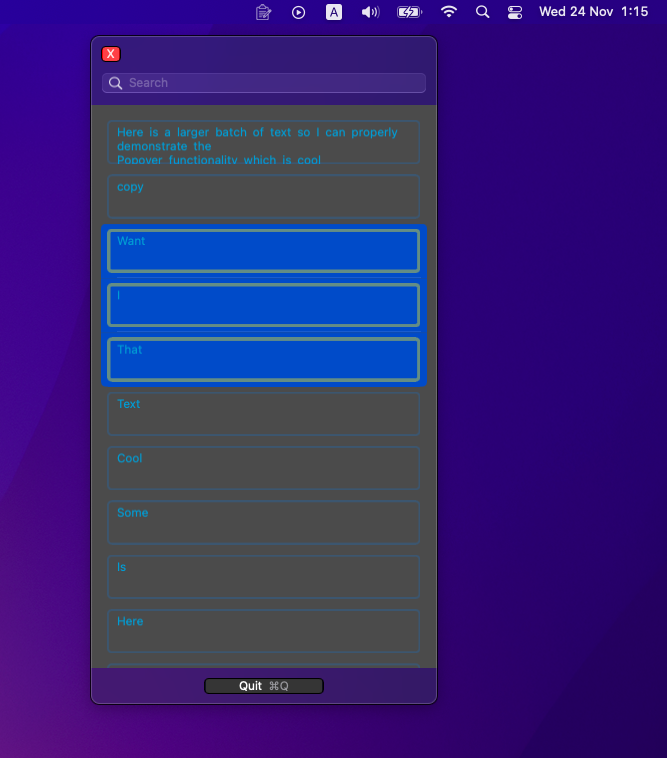 A
Wed 24 Nov 1:15
X
Search
Here is a larger batch of text so I can properly
demonstrate the
Popover functionality which is cool
copy
Want
I
That
Text
Cool
Some
Is
Here
Quit ⌘Q